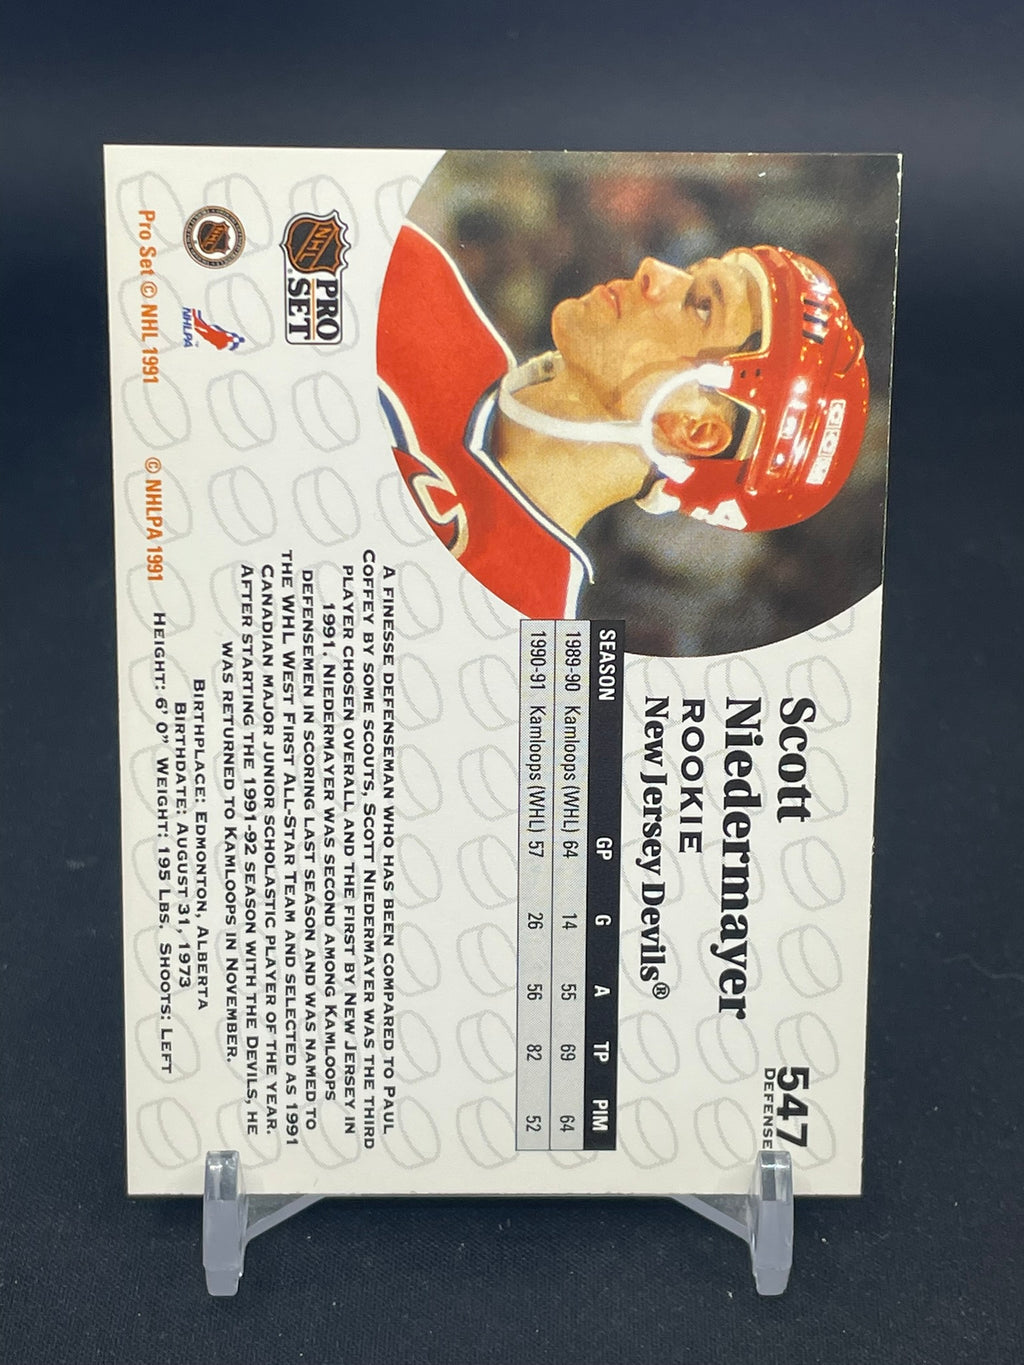 547
DEFENSE
Scott
Niedermayer
ROOKIE
New Jersey Devils®
SEASON GP G A TP PIM
1989-90 Kamloops (WHL) 64 14 55 69 64
1990-91 Kamloops (WHL) 57 26 56 82 52
A FINESSE DEFENSEMAN WHO HAS BEEN COMPARED TO PAUL
COFFEY BY SOME SCOUTS, SCOTT NIEDERMAYER WAS THE THIRD
PLAYER CHOSEN OVERALL AND THE FIRST BY NEW JERSEY IN
1991. NIEDERMAYER WAS SECOND AMONG KAMLOOPS
DEFENSEMEN IN SCORING LAST SEASON AND WAS NAMED TO
THE WHL WEST FIRST ALL-STAR TEAM AND SELECTED AS 1991
CANADIAN MAJOR JUNIOR SCHOLASTIC PLAYER OF THE YEAR.
AFTER STARTING THE 1991-92 SEASON WITH THE DEVILS, HE
WAS RETURNED TO KAMLOOPS IN NOVEMBER.
BIRTHPLACE: EDMONTON, ALBERTA
BIRTHDATE: AUGUST 31, 1973
HEIGHT: 6' 0" WEIGHT: 195 LBS. SHOOTS: LEFT
CCM
4
NHL
PRO
SET
NHL
NHLPA™
Pro Set © NHL 1991 © NHLPA 1991